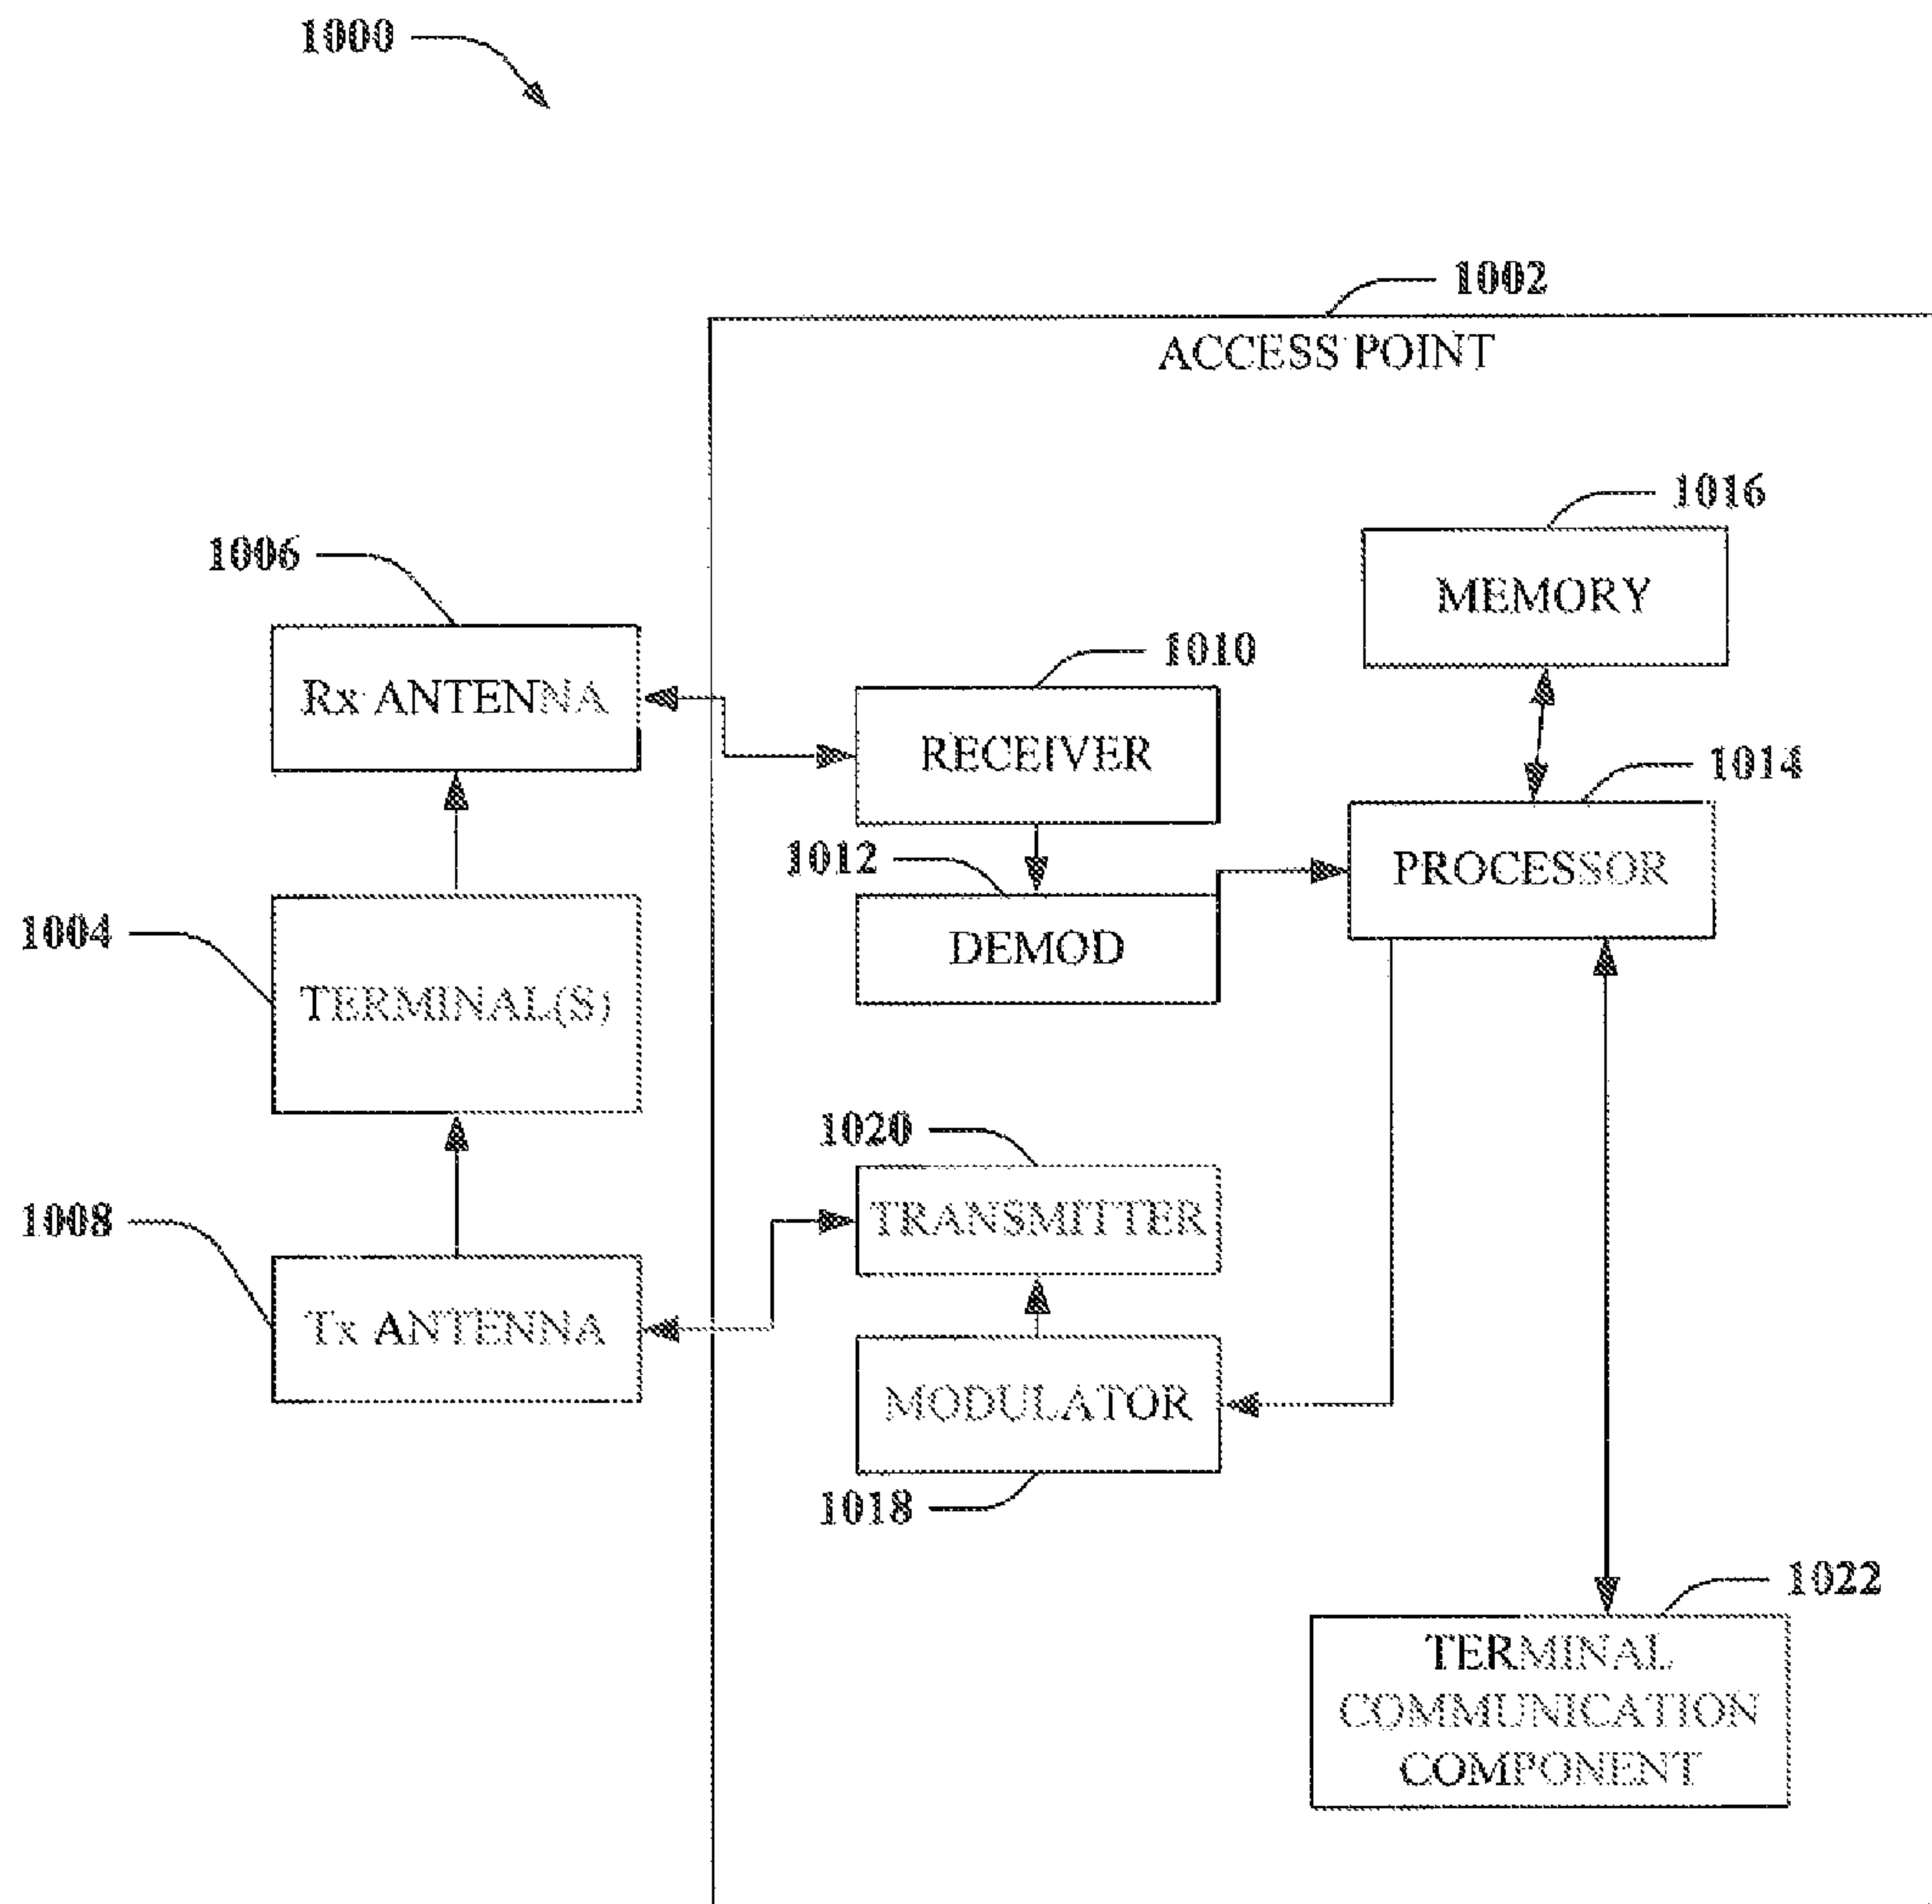 1000
1002
ACCESS POINT
1016
1006
MEMORY
1010
Rx ANTENNA
RECEIVER
1014
1012
PROCESSOR
1004
DEMOD
TERMINAL(S)
1020
1008
TRANSMITTER
Tx ANTENNA
MODULATOR
1018
1022
TERMINAL
COMMUNICATION
COMPONENT